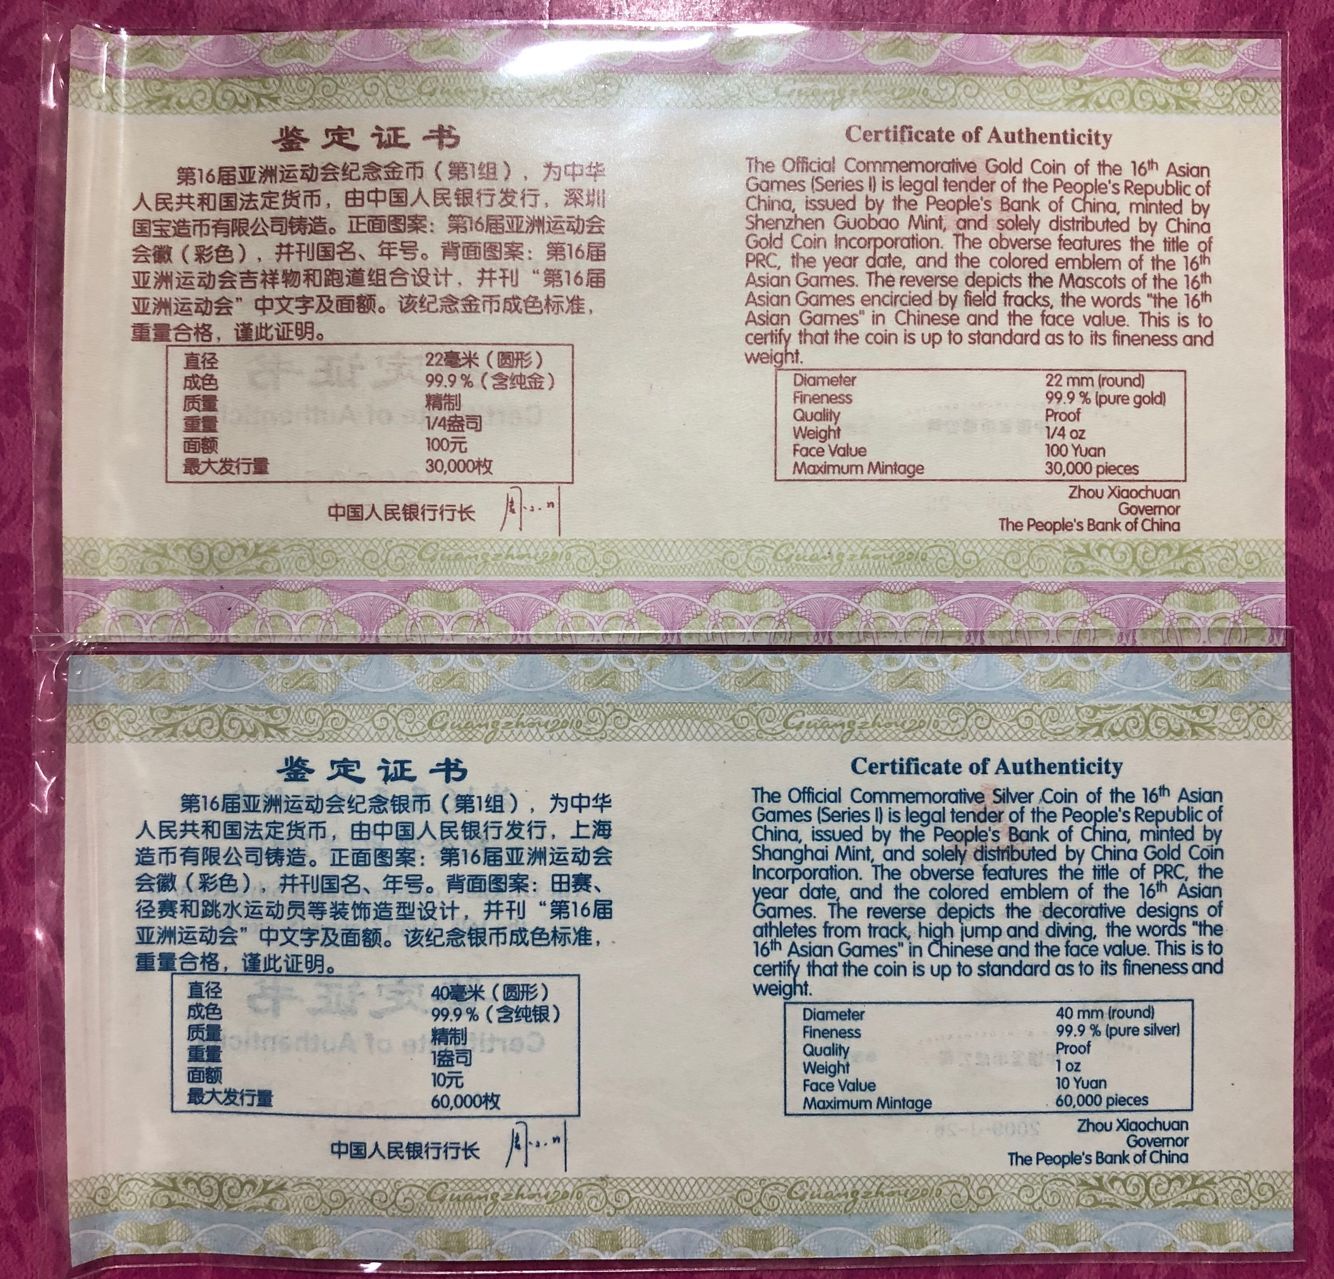 Guangzhou2010 Guangzhou2010
鉴定证书
第16届亚洲运动会纪念金币（第1组），为中华
人民共和国法定货币，由中国人民银行发行，深圳
国宝造币有限公司铸造。正面图案：第16届亚洲运动会
会徽（彩色），并刊国名、年号。背面图案：第16届
亚洲运动会吉祥物和跑道组合设计，并刊“第16届
亚洲运动会”中文字及面额。该纪念金币成色标准，
重量合格，谨此证明。
直径 22毫米（圆形）
成色 99.9%（含纯金）
质量 精制
重量 1/4盎司
面额 100元
最大发行量 30,000枚
中国人民银行行长
Certificate of Authenticity
The Official Commemorative Gold Coin of the 16th Asian
Games (Series I) is legal tender of the People's Republic of
China, issued by the People's Bank of China, minted by
Shenzhen Guobao Mint, and solely distributed by China
Gold Coin Incorporation. The obverse features the title of
PRC, the year date, and the colored emblem of the 16th
Asian Games. The reverse depicts the Mascots of the 16th
Asian Games encircied by field fracks, the words "the 16th
Asian Games" in Chinese and the face value. This is to
certify that the coin is up to standard as to its fineness and
weight.
Diameter 22 mm (round)
Fineness 99.9 % (pure gold)
Quality Proof
Weight 1/4 oz
Face Value 100 Yuan
Maximum Mintage 30,000 pieces
Zhou Xiaochuan
Governor
The People's Bank of China
Guangzhou2010 Guangzhou2010
Guangzhou2010 Guangzhou2010
鉴定证书
第16届亚洲运动会纪念银币（第1组），为中华
人民共和国法定货币，由中国人民银行发行，上海
造币有限公司铸造。正面图案：第16届亚洲运动会
会徽（彩色），并刊国名、年号。背面图案：田赛、
径赛和跳水运动员等装饰造型设计，并刊“第16届
亚洲运动会”中文字及面额。该纪念银币成色标准，
重量合格，谨此证明。
直径 40毫米（圆形）
成色 99.9%（含纯银）
质量 精制
重量 1盎司
面额 10元
最大发行量 60,000枚
中国人民银行行长
Certificate of Authenticity
The Official Commemorative Silver Coin of the 16th Asian
Games (Series I) is legal tender of the People's Republic of
China, issued by the People's Bank of China, minted by
Shanghai Mint, and solely distributed by China Gold Coin
Incorporation. The obverse features the title of PRC, the
year date, and the colored emblem of the 16th Asian
Games. The reverse depicts the decorative designs of
athletes from track, high jump and diving, the words "the
16th Asian Games" in Chinese and the face value. This is to
certify that the coin is up to standard as to its fineness and
weight.
Diameter 40 mm (round)
Fineness 99.9 % (pure silver)
Quality Proof
Weight 1 oz
Face Value 10 Yuan
Maximum Mintage 60,000 pieces
Zhou Xiaochuan
Governor
The People's Bank of China
Guangzhou2010 Guangzhou2010